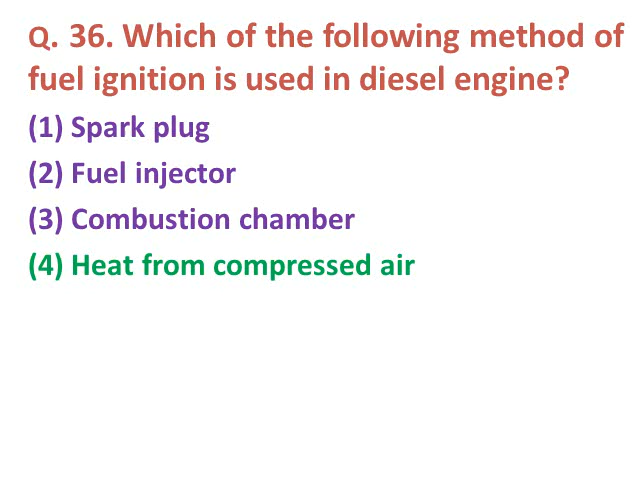 Q. 36. Which of the following method of
fuel ignition is used in diesel engine?
(1) Spark plug
(2) Fuel injector
(3) Combustion chamber
(4) Heat from compressed air